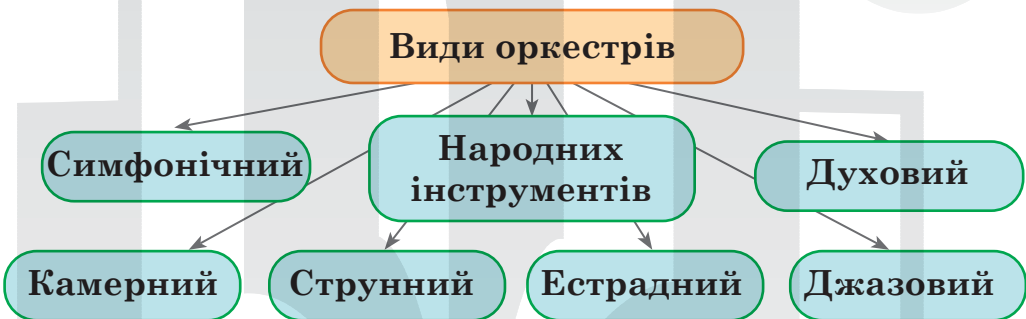 Види оркестрів
Симфонічний
Народних
інструментів
Духовий
Камерний
Струнний
Естрадний
Джазовий